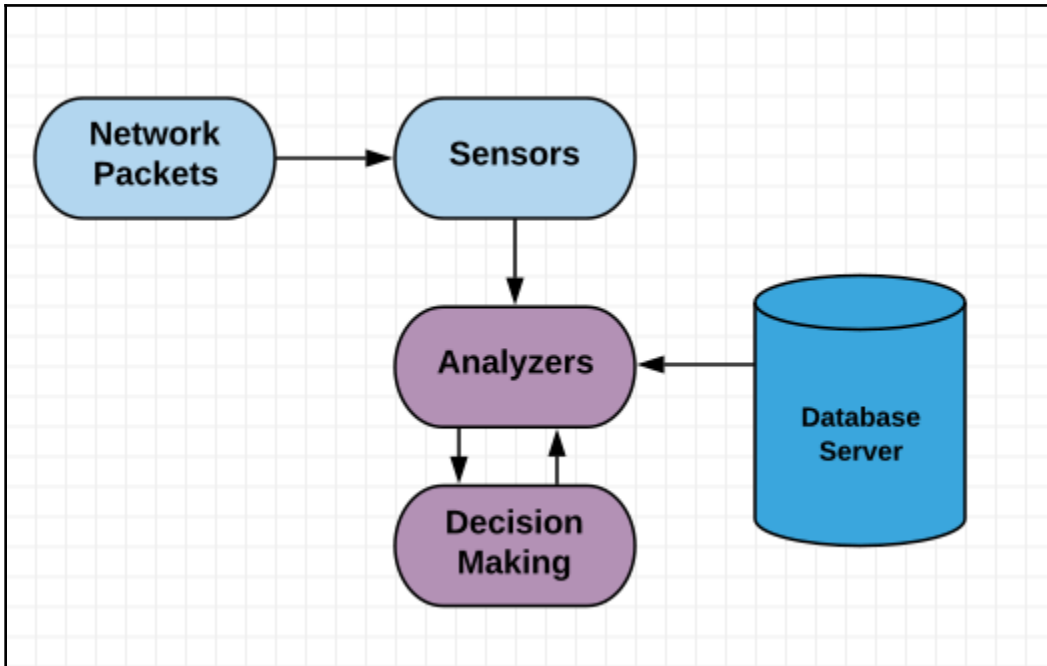 Network
Packets
Sensors
Analyzers
Database
Server
Decision
Making